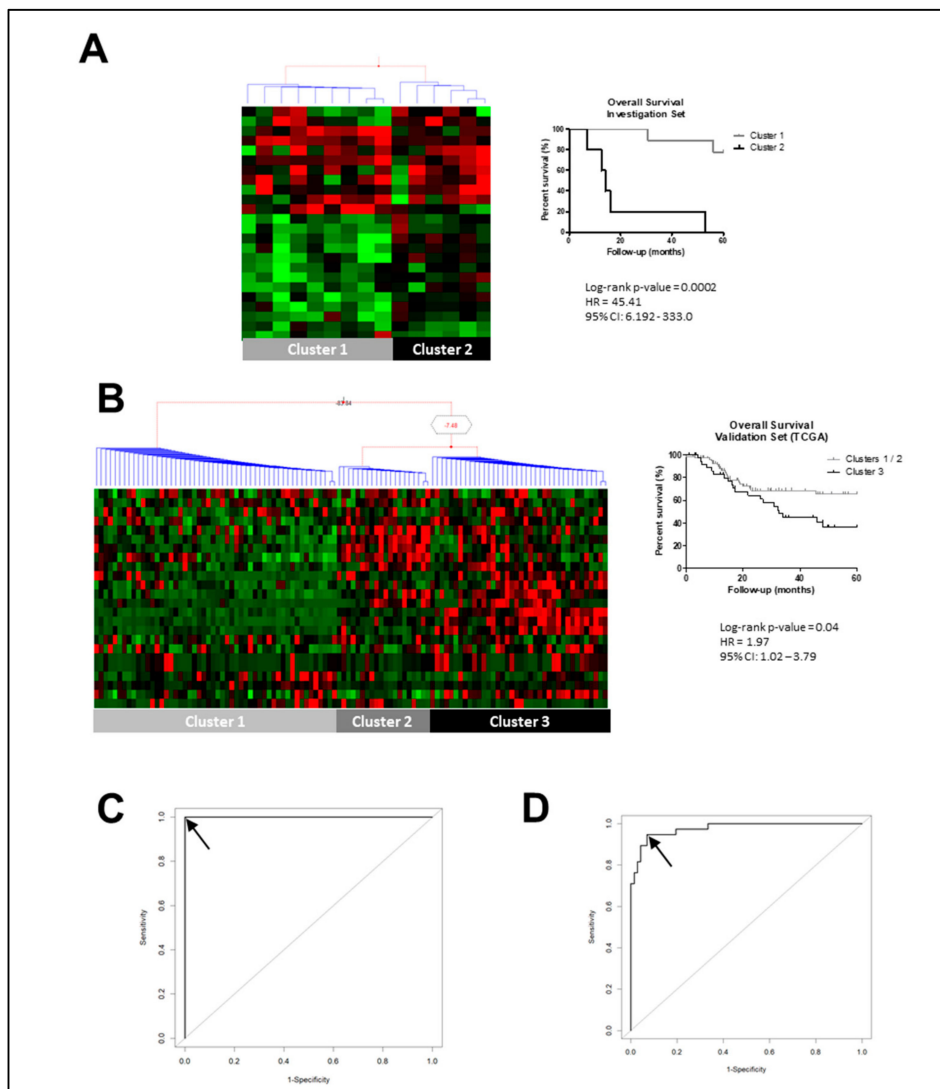 A
Overall Survival
Investigation Set
Cluster 1
Cluster 2
Percent survival (%)
100
80
60
40
20
0
0 20 40 60
Follow-up (months)
Log-rank p-value = 0.0002
HR = 45.41
95% CI: 6.192 - 333.0
Cluster 1 Cluster 2
B
-7.48
Overall Survival
Validation Set (TCGA)
Clusters 1 / 2
Cluster 3
Percent survival (%)
100
80
60
40
20
0
0 20 40 60
Follow-up (months)
Log-rank p-value = 0.04
HR = 1.97
95% CI: 1.02 – 3.79
Cluster 1 Cluster 2 Cluster 3
C
Sensitivity
1.0
0.8
0.6
0.4
0.2
0.0
0.0 0.2 0.4 0.6 0.8 1.0
1-Specificity
D
Sensitivity
1.0
0.8
0.6
0.4
0.2
0.0
0.0 0.2 0.4 0.6 0.8 1.0
1-Specificity